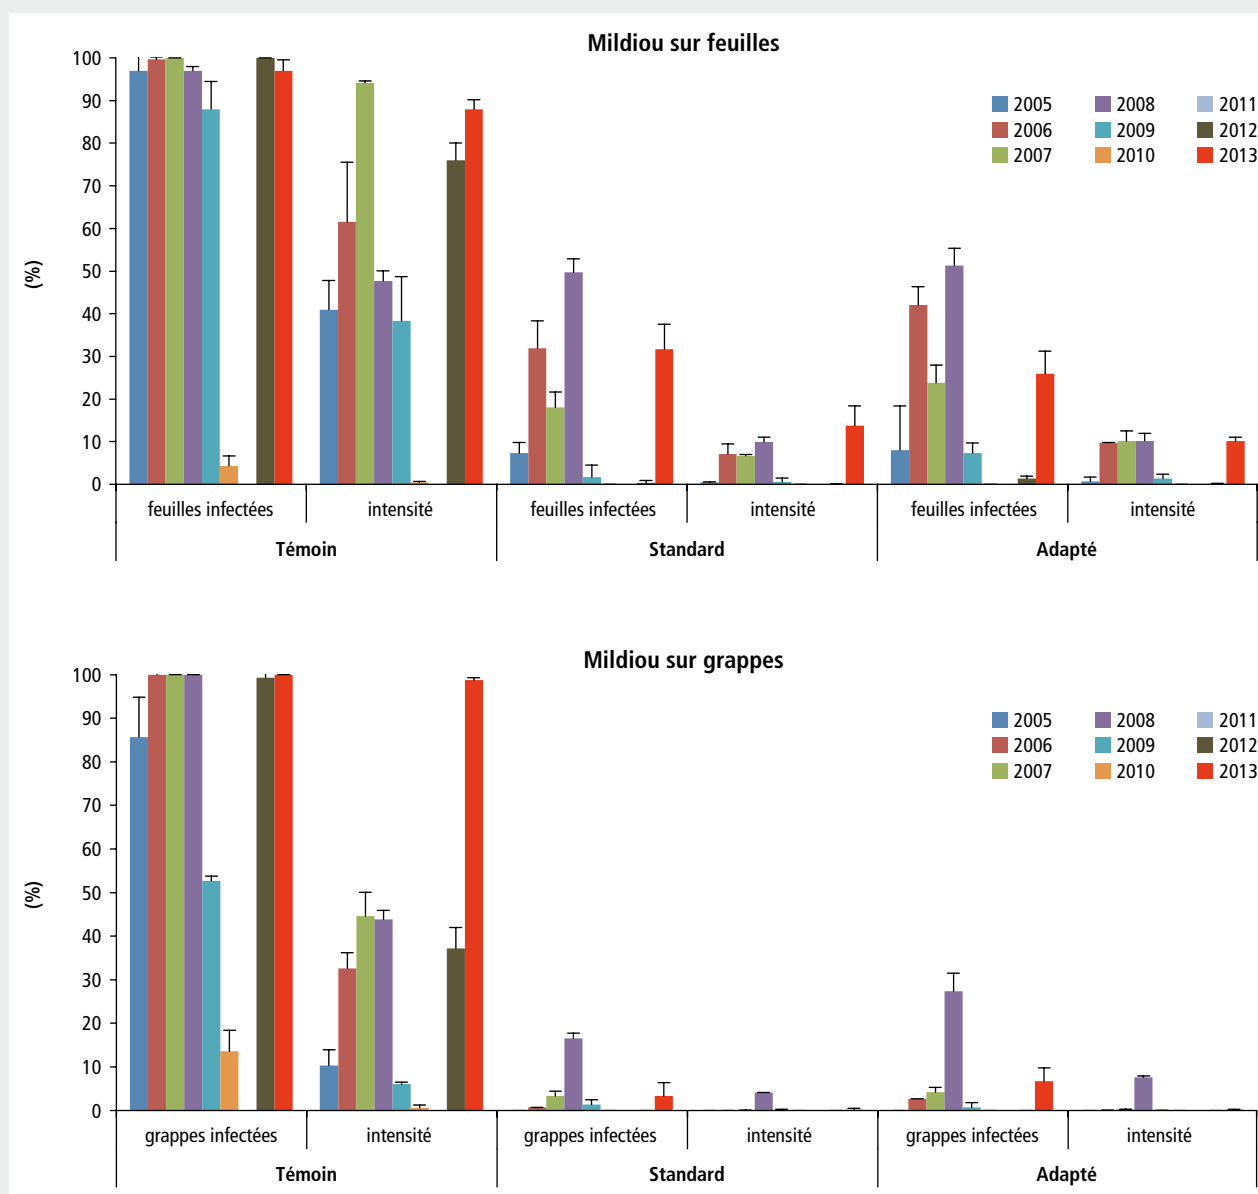 Mildiou sur feuilles
(%)
100
90
80
70
60
50
40
30
20
10
0
2005 2008 2011
2006 2009 2012
2007 2010 2013
feuilles infectées intensité feuilles infectées intensité feuilles infectées intensité
Témoin Standard Adapté
Mildiou sur grappes
(%)
100
90
80
70
60
50
40
30
20
10
0
2005 2008 2011
2006 2009 2012
2007 2010 2013
grappes infectées intensité grappes infectées intensité grappes infectées intensité
Témoin Standard Adapté